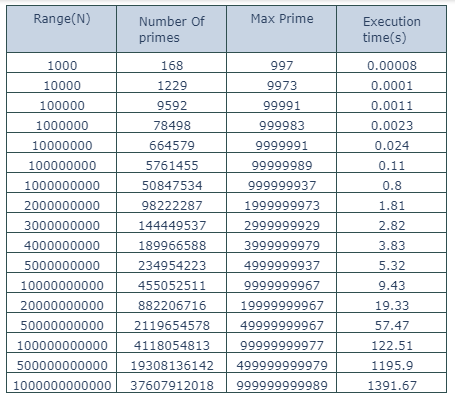 Range(N) Number Of primes Max Prime Execution time(s)
1000 168 997 0.00008
10000 1229 9973 0.0001
100000 9592 99991 0.0011
1000000 78498 999983 0.0023
10000000 664579 9999991 0.024
100000000 5761455 99999989 0.11
1000000000 50847534 999999937 0.8
2000000000 98222287 1999999973 1.81
3000000000 144449537 2999999929 2.82
4000000000 189966588 3999999979 3.83
5000000000 234954223 4999999937 5.32
10000000000 455052511 9999999967 9.43
20000000000 882206716 19999999967 19.33
50000000000 2119654578 49999999967 57.47
100000000000 4118054813 99999999977 122.51
500000000000 19308136142 499999999979 1195.9
1000000000000 37607912018 999999999989 1391.67